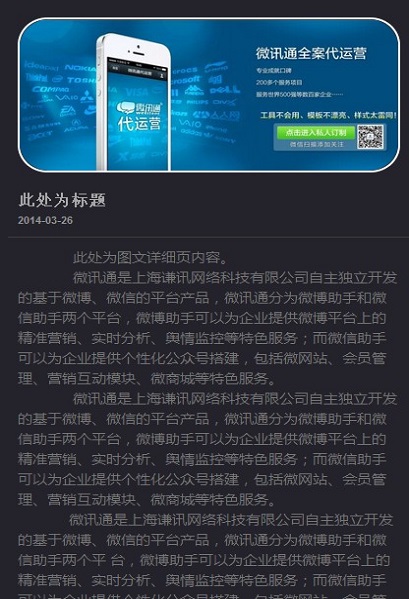 微讯通全案代运营
专业成就口碑
200多个服务项目
服务世界500强等数百家企业······
工具不会用、模板不漂亮、样式太雷同!
点击进入私人订制
微信扫描添加关注
微讯通代运营
微讯通
代运营
NOKIA
此处为标题
2014-03-26
此处为图文详细页内容。
微讯通是上海谦讯网络科技有限公司自主独立开发
的基于微博、微信的平台产品，微讯通分为微博助手和微
信助手两个平台，微博助手可以为企业提供微博平台上的
精准营销、实时分析、舆情监控等特色服务；而微信助手
可以为企业提供个性化公众号搭建，包括微网站、会员管
理、营销互动模块、微商城等特色服务。
微讯通是上海谦讯网络科技有限公司自主独立开发
的基于微博、微信的平台产品，微讯通分为微博助手和微
信助手两个平台，微博助手可以为企业提供微博平台上的
精准营销、实时分析、舆情监控等特色服务；而微信助手
可以为企业提供个性化公众号搭建，包括微网站、会员管
理、营销互动模块、微商城等特色服务。
微讯通是上海谦讯网络科技有限公司自主独立开发
的基于微博、微信的平台产品，微讯通分为微博助手和微
信助手两个平 台，微博助手可以为企业提供微博平台上的
精准营销、实时分析、舆情监控等特色服务；而微信助手
可以为企业提供个性化公众号搭建，包括微网站、会员管